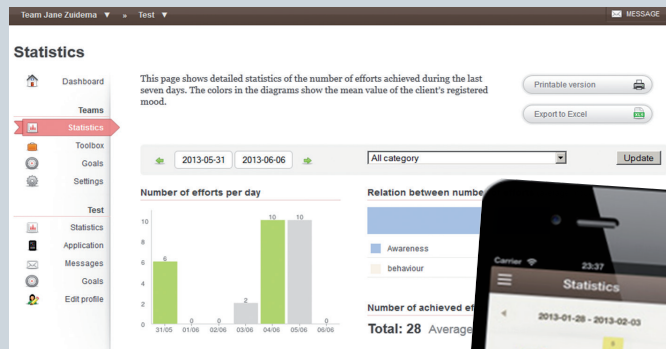 Team Jane Zuidema ▼ » Test ▼
MESSAGE
Statistics
Dashboard
Teams
Statistics
Toolbox
Goals
Settings
Test
Statistics
Application
Messages
Goals
Edit profile
This page shows detailed statistics of the number of efforts achieved during the last
seven days. The colors in the diagrams show the mean value of the client's registered
mood.
Printable version
Export to Excel
2013-05-31 2013-06-06
All category
Update
Number of efforts per day
10
8
6
4
2
0
6
0
0
2
10
10
0
31/05 01/06 02/06 03/06 04/06 05/06 06/06
Relation between numbe
Awareness
behaviour
Number of achieved ef
Total: 28 Average
Carrier 23:37
Statistics
2013-01-28 - 2013-02-03